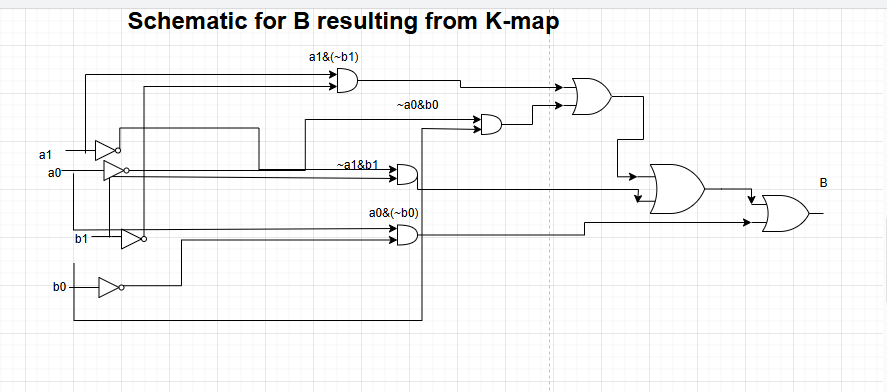 Schematic for B resulting from K-map
a1&(~b1)
~a0&b0
a1
~a1&b1
a0
B
a0&(~b0)
b1
b0